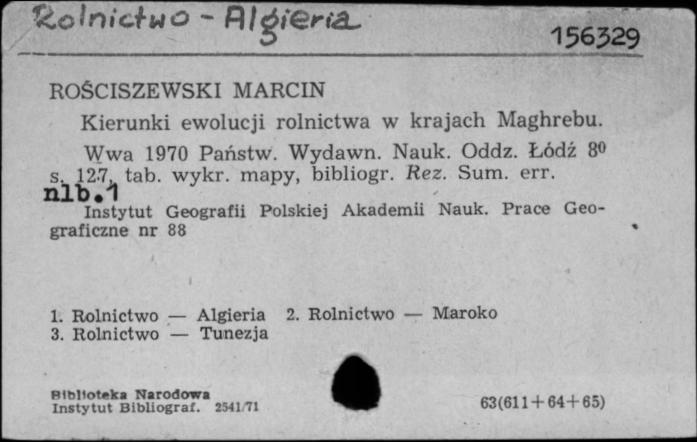 Rolnictwo - Algieria
156329
ROŚCISZEWSKI MARCIN
Kierunki ewolucji rolnictwa w krajach Maghrebu.
Wwa 1970 Państw. Wydawn. Nauk. Oddz. Łódź 8⁰
s. 127, tab. wykr. mapy, bibliogr. Rez. Sum. err.
nlb. 1
Instytut Geografii Polskiej Akademii Nauk. Prace Geo-
graficzne nr 88
1. Rolnictwo — Algieria 2. Rolnictwo — Maroko
3. Rolnictwo — Tunezja
Biblioteka Narodowa
Instytut Bibliograf. 2541/71
63(611+64+65)